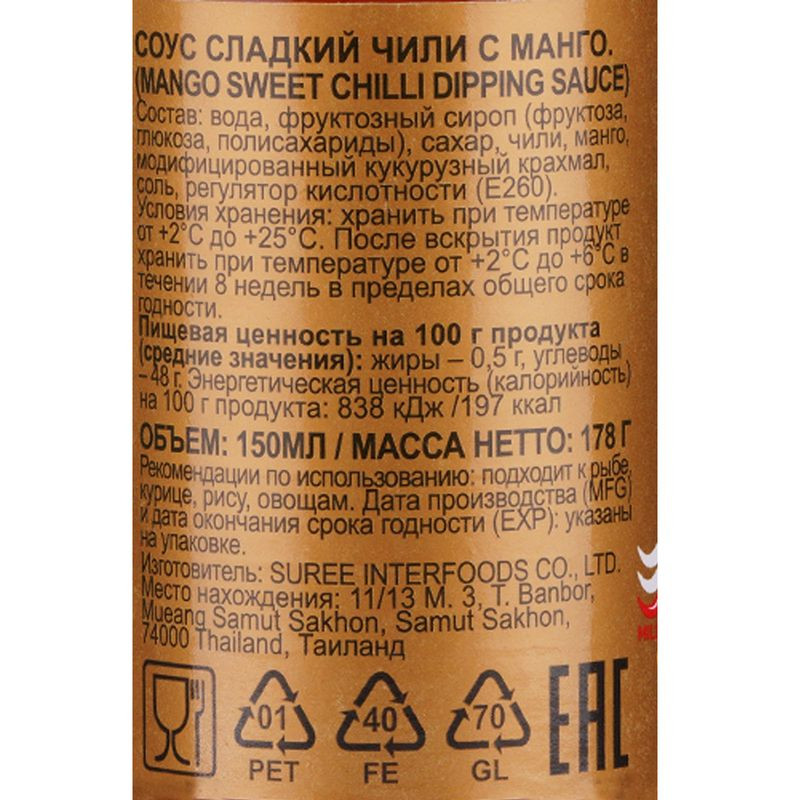 СОУС СЛАДКИЙ ЧИЛИ С МАНГО.
(MANGO SWEET CHILLI DIPPING SAUCE)
Состав: вода, фруктозный сироп (фруктоза,
глюкоза, полисахариды), сахар, чили, манго,
модифицированный кукурузный крахмал,
соль, регулятор кислотности (Е260).
Условия хранения: хранить при температуре
от +2°С до +25°С. После вскрытия продукт
хранить при температуре от +2°С до +6°С в
течении 8 недель в пределах общего срока
годности.
Пищевая ценность на 100 г продукта
(средние значения): жиры – 0,5 г, углеводы
– 48 г. Энергетическая ценность (калорийность)
на 100 г продукта: 838 кДж /197 ккал
ОБЪЕМ: 150МЛ / МАССА НЕТТО: 178 Г
Рекомендации по использованию: подходит к рыбе,
курице, рису, овощам. Дата производства (MFG)
и дата окончания срока годности (EXP): указаны
на упаковке.
Изготовитель: SUREE INTERFOODS CO., LTD.
Место нахождения: 11/13 M. 3, T. Banbor,
Mueang Samut Sakhon, Samut Sakhon,
74000 Thailand, Таиланд
01 40 70 EAC
PET FE GL